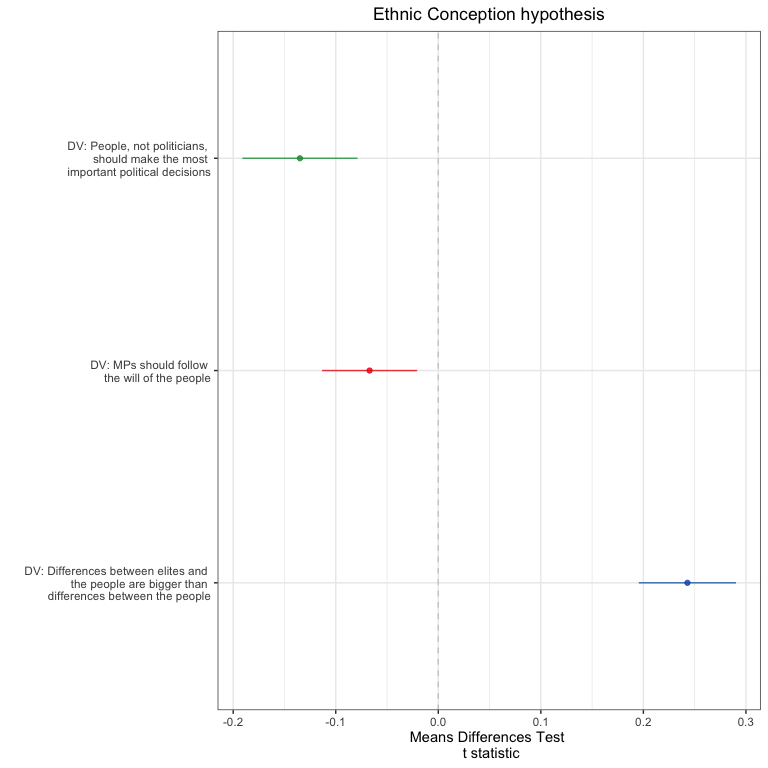 Ethnic Conception hypothesis
DV: People, not politicians,
should make the most
important political decisions
DV: MPs should follow
the will of the people
DV: Differences between elites and
the people are bigger than
differences between the people
-0.2 -0.1 0.0 0.1 0.2 0.3
Means Differences Test
t statistic